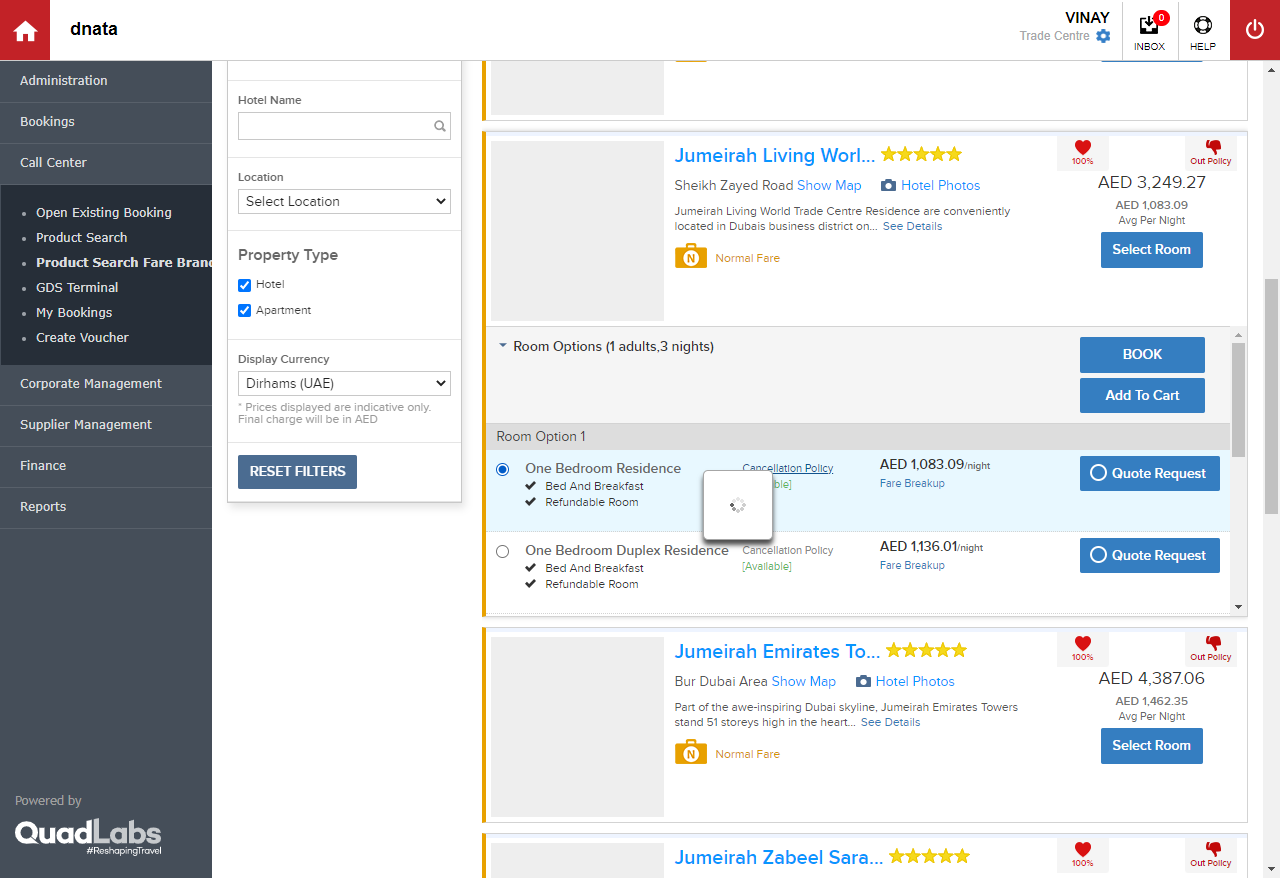 dnata
VINAY
Trade Centre
0
INBOX
HELP
Administration
Bookings
Call Center
Open Existing Booking
Product Search
Product Search Fare Bran
GDS Terminal
My Bookings
Create Voucher
Corporate Management
Supplier Management
Finance
Reports
Powered by
QuadLabs
#ReshapingTravel
Hotel Name
Location
Select Location
Property Type
Hotel
Apartment
Display Currency
Dirhams (UAE)
* Prices displayed are indicative only.
Final charge will be in AED
RESET FILTERS
Jumeirah Living Worl...
100%
Out Policy
Sheikh Zayed Road Show Map Hotel Photos
AED 3,249.27
Jumeirah Living World Trade Centre Residence are conveniently
located in Dubais business district on... See Details
AED 1,083.09
Avg Per Night
N Normal Fare
Select Room
Room Options (1 adults,3 nights)
BOOK
Add To Cart
Room Option 1
One Bedroom Residence
Bed And Breakfast
Refundable Room
Cancellation Policy
ble]
AED 1,083.09/night
Fare Breakup
Quote Request
One Bedroom Duplex Residence
Bed And Breakfast
Refundable Room
Cancellation Policy
[Available]
AED 1,136.01/night
Fare Breakup
Quote Request
Jumeirah Emirates To...
100%
Out Policy
Bur Dubai Area Show Map Hotel Photos
AED 4,387.06
Part of the awe-inspiring Dubai skyline, Jumeirah Emirates Towers
stand 51 storeys high in the heart... See Details
AED 1,462.35
Avg Per Night
N Normal Fare
Select Room
Jumeirah Zabeel Sara...
100%
Out Policy